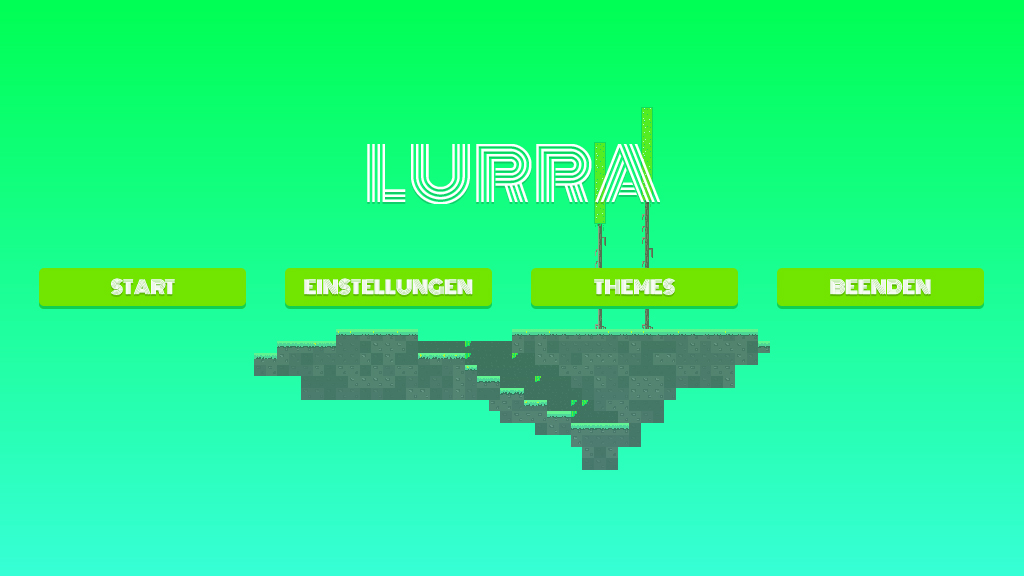 LURRA
START
EINSTELLUNGEN
THEMES
BEENDEN